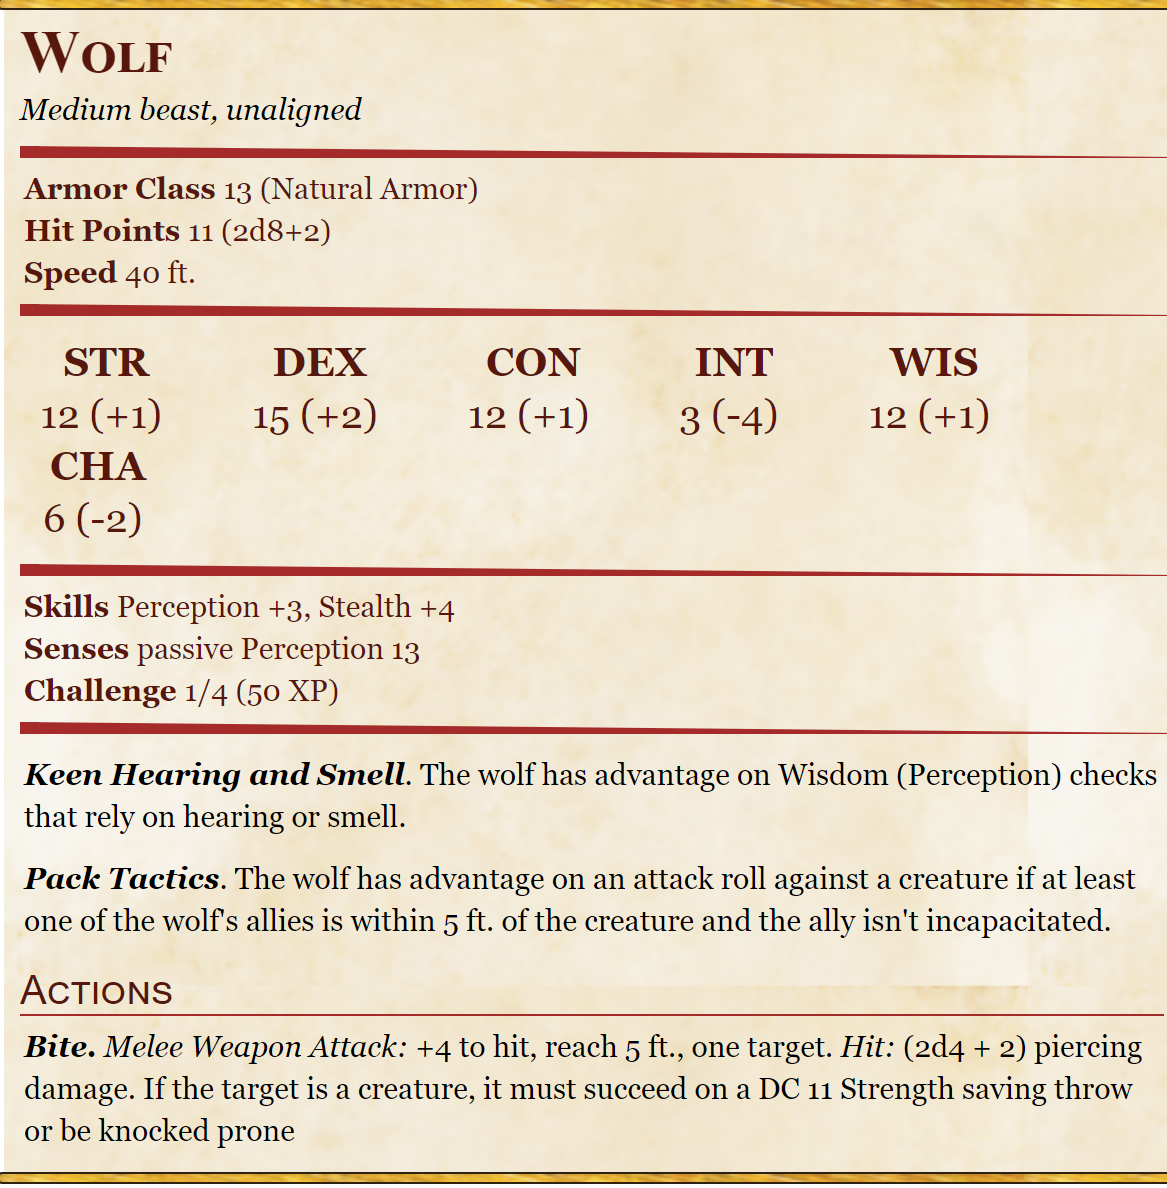 Wolf
Medium beast, unaligned
Armor Class 13 (Natural Armor)
Hit Points 11 (2d8+2)
Speed 40 ft.
STR DEX CON INT WIS
12 (+1) 15 (+2) 12 (+1) 3 (-4) 12 (+1)
CHA
6 (-2)
Skills Perception +3, Stealth +4
Senses passive Perception 13
Challenge 1/4 (50 XP)
Keen Hearing and Smell. The wolf has advantage on Wisdom (Perception) checks
that rely on hearing or smell.
Pack Tactics. The wolf has advantage on an attack roll against a creature if at least
one of the wolf's allies is within 5 ft. of the creature and the ally isn't incapacitated.
Actions
Bite. Melee Weapon Attack: +4 to hit, reach 5 ft., one target. Hit: (2d4 + 2) piercing
damage. If the target is a creature, it must succeed on a DC 11 Strength saving throw
or be knocked prone